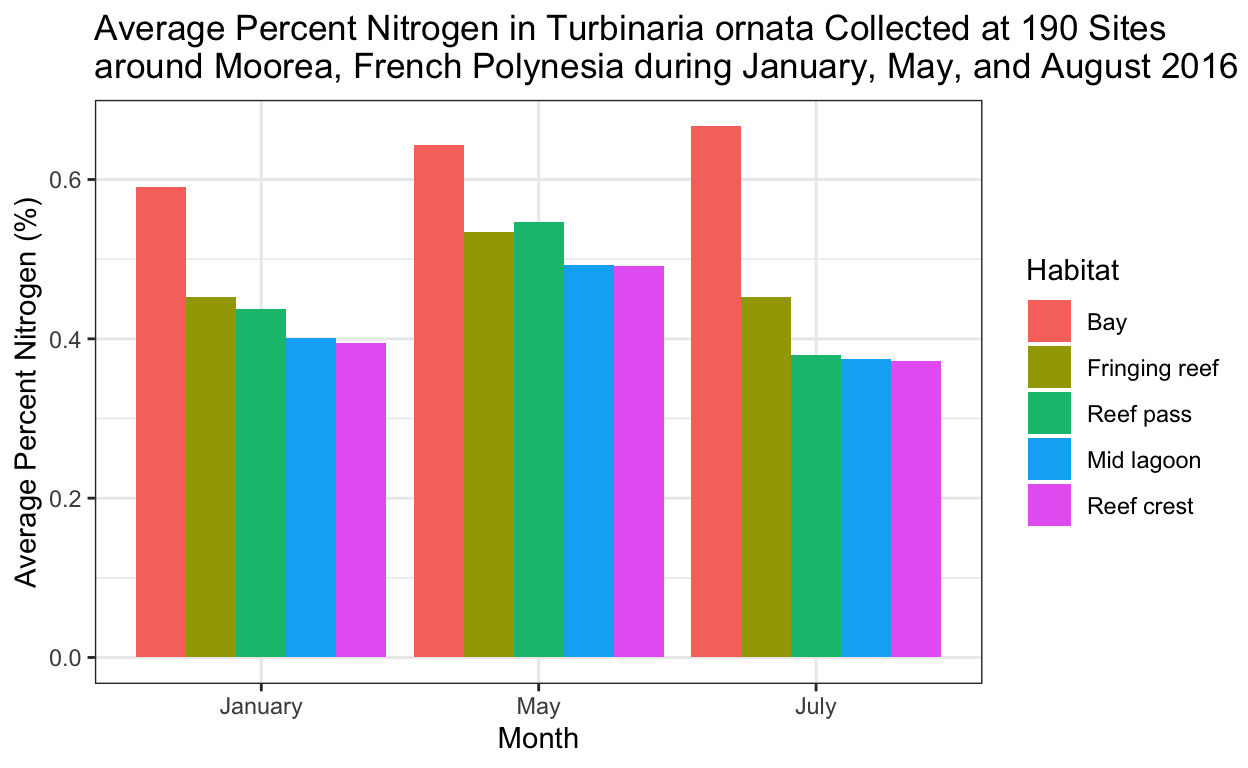 Average Percent Nitrogen in Turbinaria ornata Collected at 190 Sites
around Moorea, French Polynesia during January, May, and August 2016
Average Percent Nitrogen (%)
0.6
0.4
0.2
0.0
January
May
July
Month
Habitat
Bay
Fringing reef
Reef pass
Mid lagoon
Reef crest